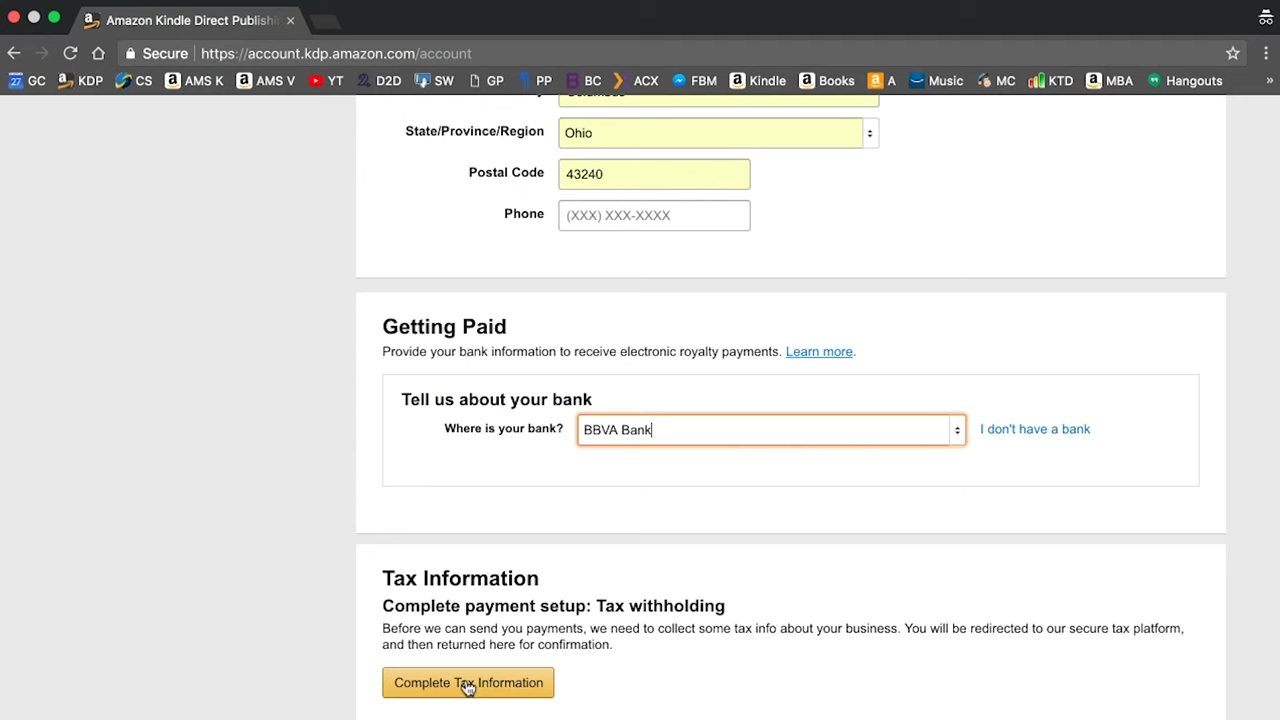 Amazon Kindle Direct Publishin
Secure https://account.kdp.amazon.com/account
27 GC KDP CS AMS K AMS V YT D2D SW GP PP BC ACX FBM Kindle Books A Music MC KTD MBA Hangouts »
State/Province/Region Ohio
Postal Code 43240
Phone (XXX) XXX-XXXX
Getting Paid
Provide your bank information to receive electronic royalty payments. Learn more.
Tell us about your bank
Where is your bank? BBVA Bank I don't have a bank
Tax Information
Complete payment setup: Tax withholding
Before we can send you payments, we need to collect some tax info about your business. You will be redirected to our secure tax platform,
and then returned here for confirmation.
Complete Tax Information